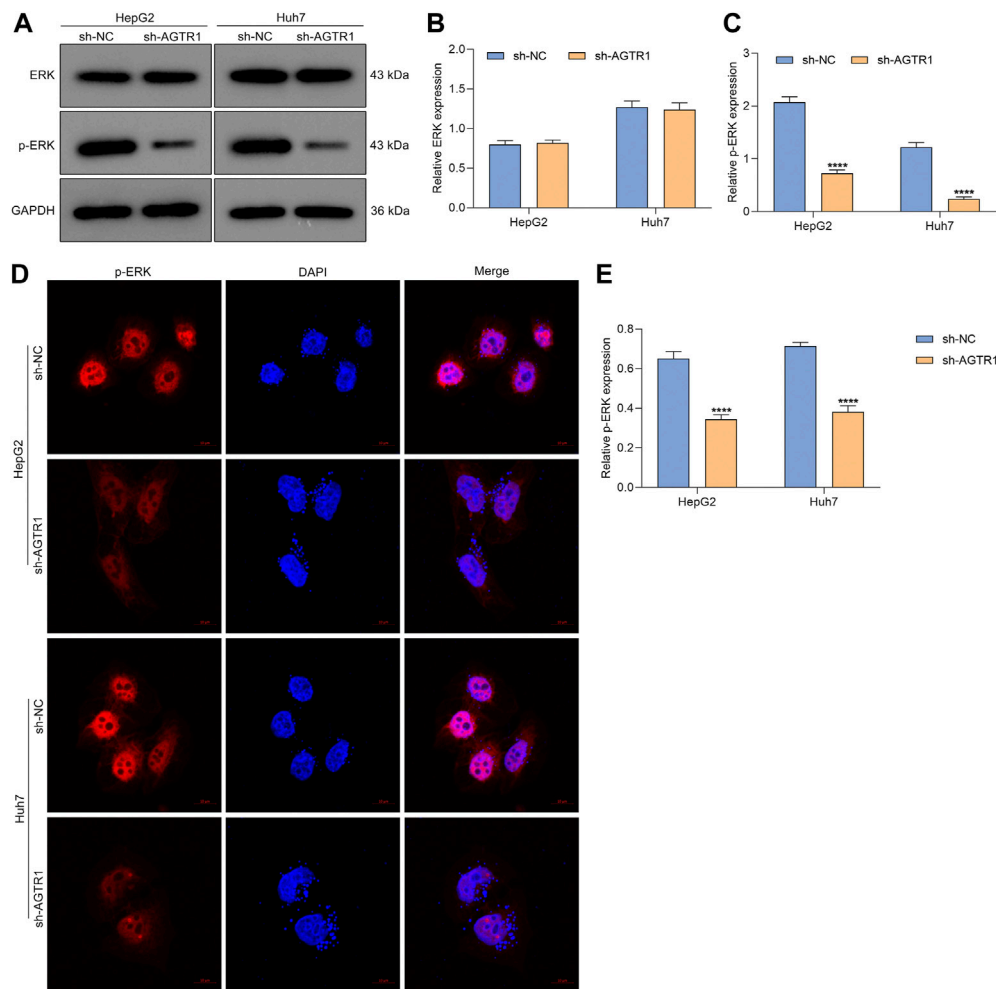 A
HepG2 Huh7
sh-NC sh-AGTR1 sh-NC sh-AGTR1
ERK 43 kDa
p-ERK 43 kDa
GAPDH 36 kDa
B
sh-NC sh-AGTR1
Relative ERK expression
2.0
1.5
1.0
0.5
0.0
HepG2 Huh7
C
sh-NC sh-AGTR1
Relative p-ERK expression
3
2
1
0
**** ****
HepG2 Huh7
D
p-ERK DAPI Merge
HepG2
sh-NC
sh-AGTR1
Huh7
sh-NC
sh-AGTR1
E
sh-NC
sh-AGTR1
Relative p-ERK expression
0.8
0.6
0.4
0.2
0.0
**** ****
HepG2 Huh7